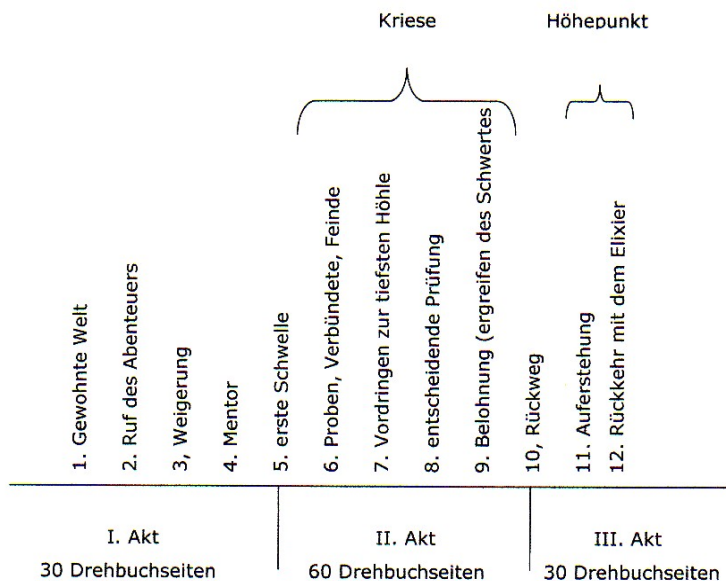 Kriese
Höhepunkt
1. Gewohnte Welt
2. Ruf des Abenteuers
3, Weigerung
4. Mentor
5. erste Schwelle
6. Proben, Verbündete, Feinde
7. Vordringen zur tiefsten Höhle
8. entscheidende Prüfung
9. Belohnung (ergreifen des Schwertes
10, Rückweg
11. Auferstehung
12. Rückkehr mit dem Elixier
I. Akt
30 Drehbuchseiten
II. Akt
60 Drehbuchseiten
III. Akt
30 Drehbuchseiten